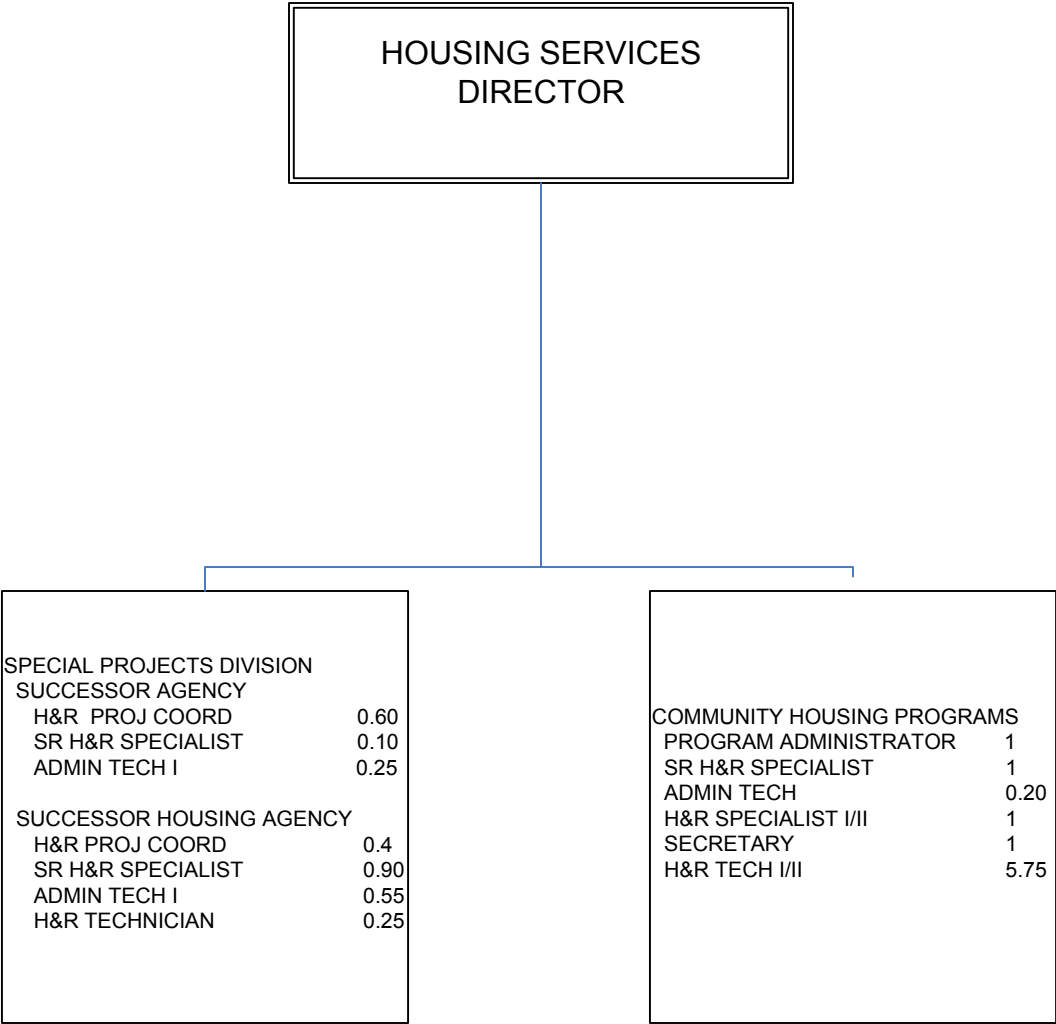 HOUSING SERVICES
DIRECTOR
SPECIAL PROJECTS DIVISION
SUCCESSOR AGENCY
H&R PROJ COORD 0.60
SR H&R SPECIALIST 0.10
ADMIN TECH I 0.25
SUCCESSOR HOUSING AGENCY
H&R PROJ COORD 0.4
SR H&R SPECIALIST 0.90
ADMIN TECH I 0.55
H&R TECHNICIAN 0.25
COMMUNITY HOUSING PROGRAMS
PROGRAM ADMINISTRATOR 1
SR H&R SPECIALIST 1
ADMIN TECH 0.20
H&R SPECIALIST I/II 1
SECRETARY 1
H&R TECH I/II 5.75